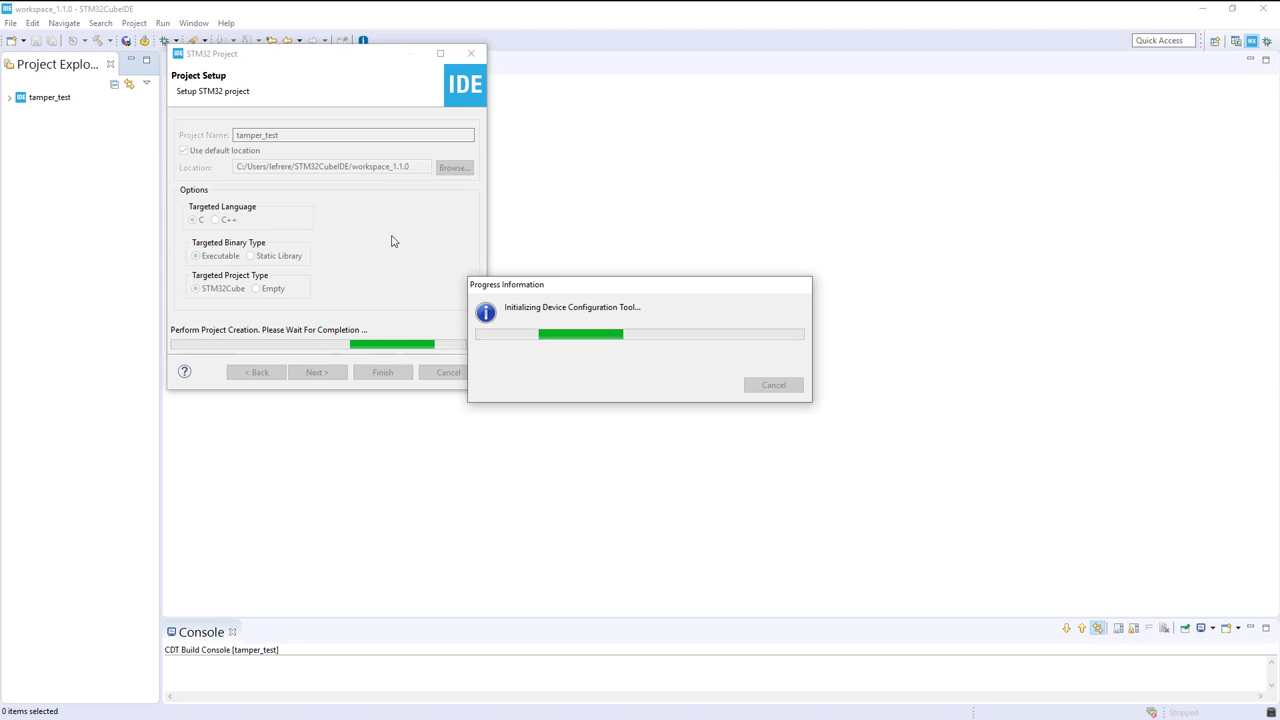 workspace_1.1.0 - STM32CubeIDE
File Edit Navigate Search Project Run Window Help
Quick Access
MX
Project Explo...
IDE tamper_test
IDE STM32 Project
Project Setup
Setup STM32 project
IDE
Project Name: tamper_test
Use default location
Location: C:/Users/lefrere/STM32CubeIDE/workspace_1.1.0 Browse...
Options
Targeted Language
C C++
Targeted Binary Type
Executable Static Library
Targeted Project Type
STM32Cube Empty
Perform Project Creation. Please Wait For Completion ...
? < Back Next > Finish Cancel
Progress Information
Initializing Device Configuration Tool...
Cancel
Console
CDT Build Console [tamper_test]
0 items selected
Stopped